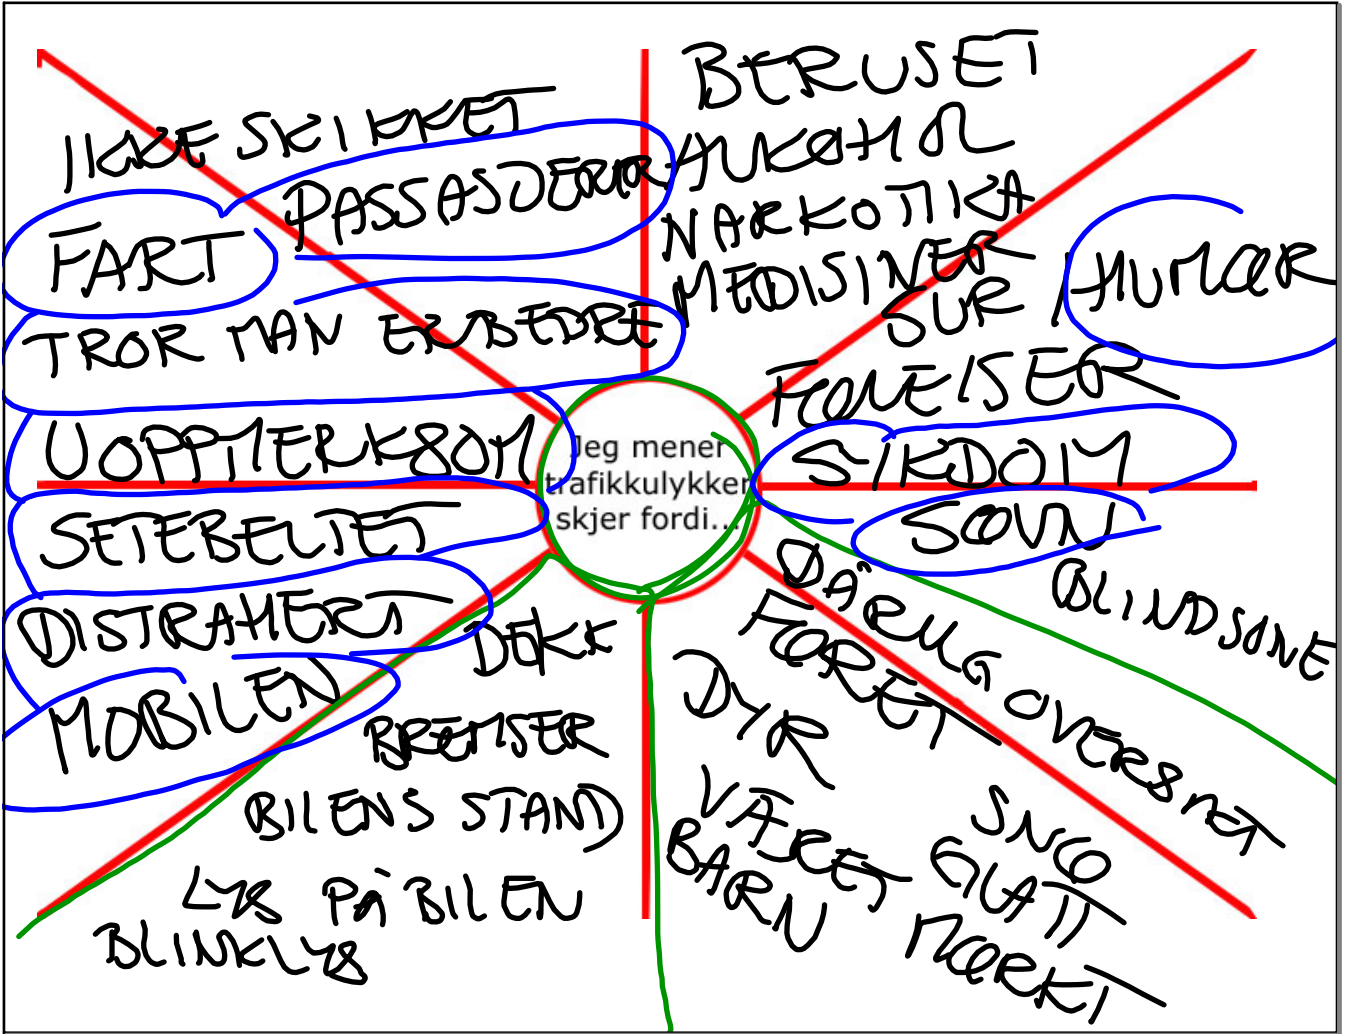 IKKE SKIKKET
PASSASDERER
FART
TROR MAN ER BEDRE
UOPPMERKSOM
SETEBELTET
DISTRAHERT
MOBILEN
BERUSET
ALKOHOL
NARKOTIKA
MEDISINER
SUR / HUMØR
FØLELSER
SIKDOM
SØVN
Jeg mener
trafikkulykker
skjer fordi...
DEKK
BREMSER
BILENS STAND
LYS PÅ BILEN
BLINKLYS
BLINDSONE
DÅRLIG OVERSIKT
FØRET
DYR
VÆRET
BARN
SNØ
GLATT
MØRKT